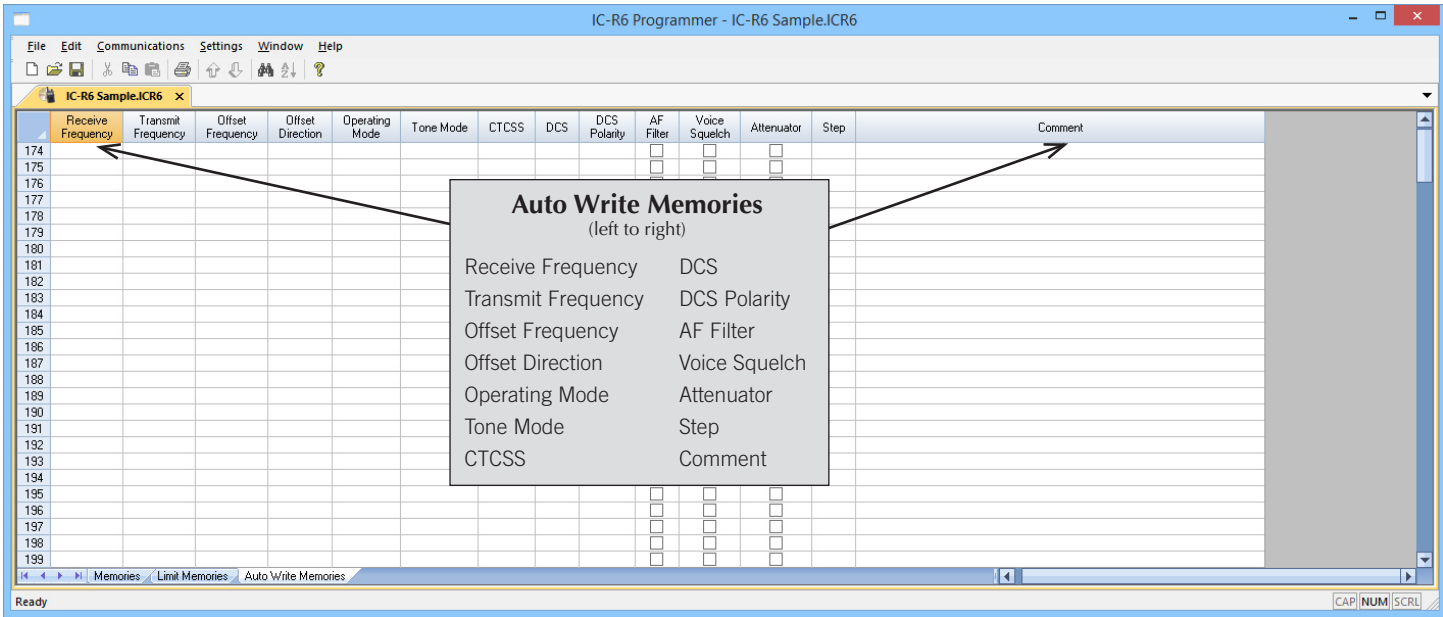 IC-R6 Programmer - IC-R6 Sample.ICR6
File Edit Communications Settings Window Help
IC-R6 Sample.ICR6 ×
Receive Frequency Transmit Frequency Offset Frequency Offset Direction Operating Mode Tone Mode CTCSS DCS DCS Polarity AF Filter Voice Squelch Attenuator Step Comment
174
175
176
177
178
179
180
181
182
183
184
185
186
187
188
189
190
191
192
193
194
195
196
197
198
199
Auto Write Memories
(left to right)
Receive Frequency DCS
Transmit Frequency DCS Polarity
Offset Frequency AF Filter
Offset Direction Voice Squelch
Operating Mode Attenuator
Tone Mode Step
CTCSS Comment
Memories Limit Memories Auto Write Memories
Ready CAP NUM SCRL